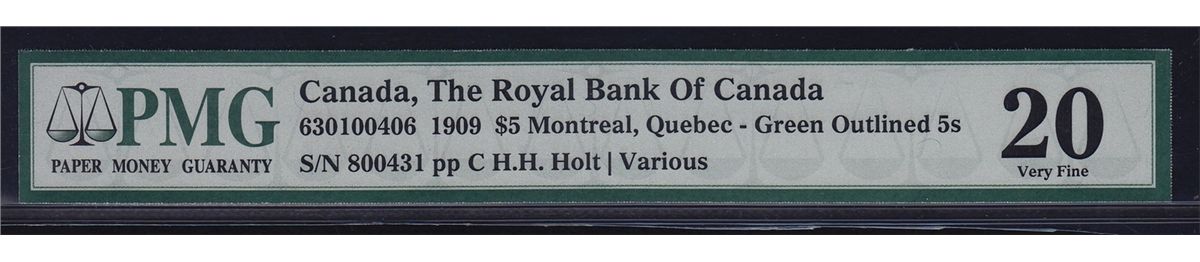 PMG
PAPER MONEY GUARANTY
Canada, The Royal Bank Of Canada
630100406 1909 $5 Montreal, Quebec - Green Outlined 5s
S/N 800431 pp C H.H. Holt | Various
20
Very Fine